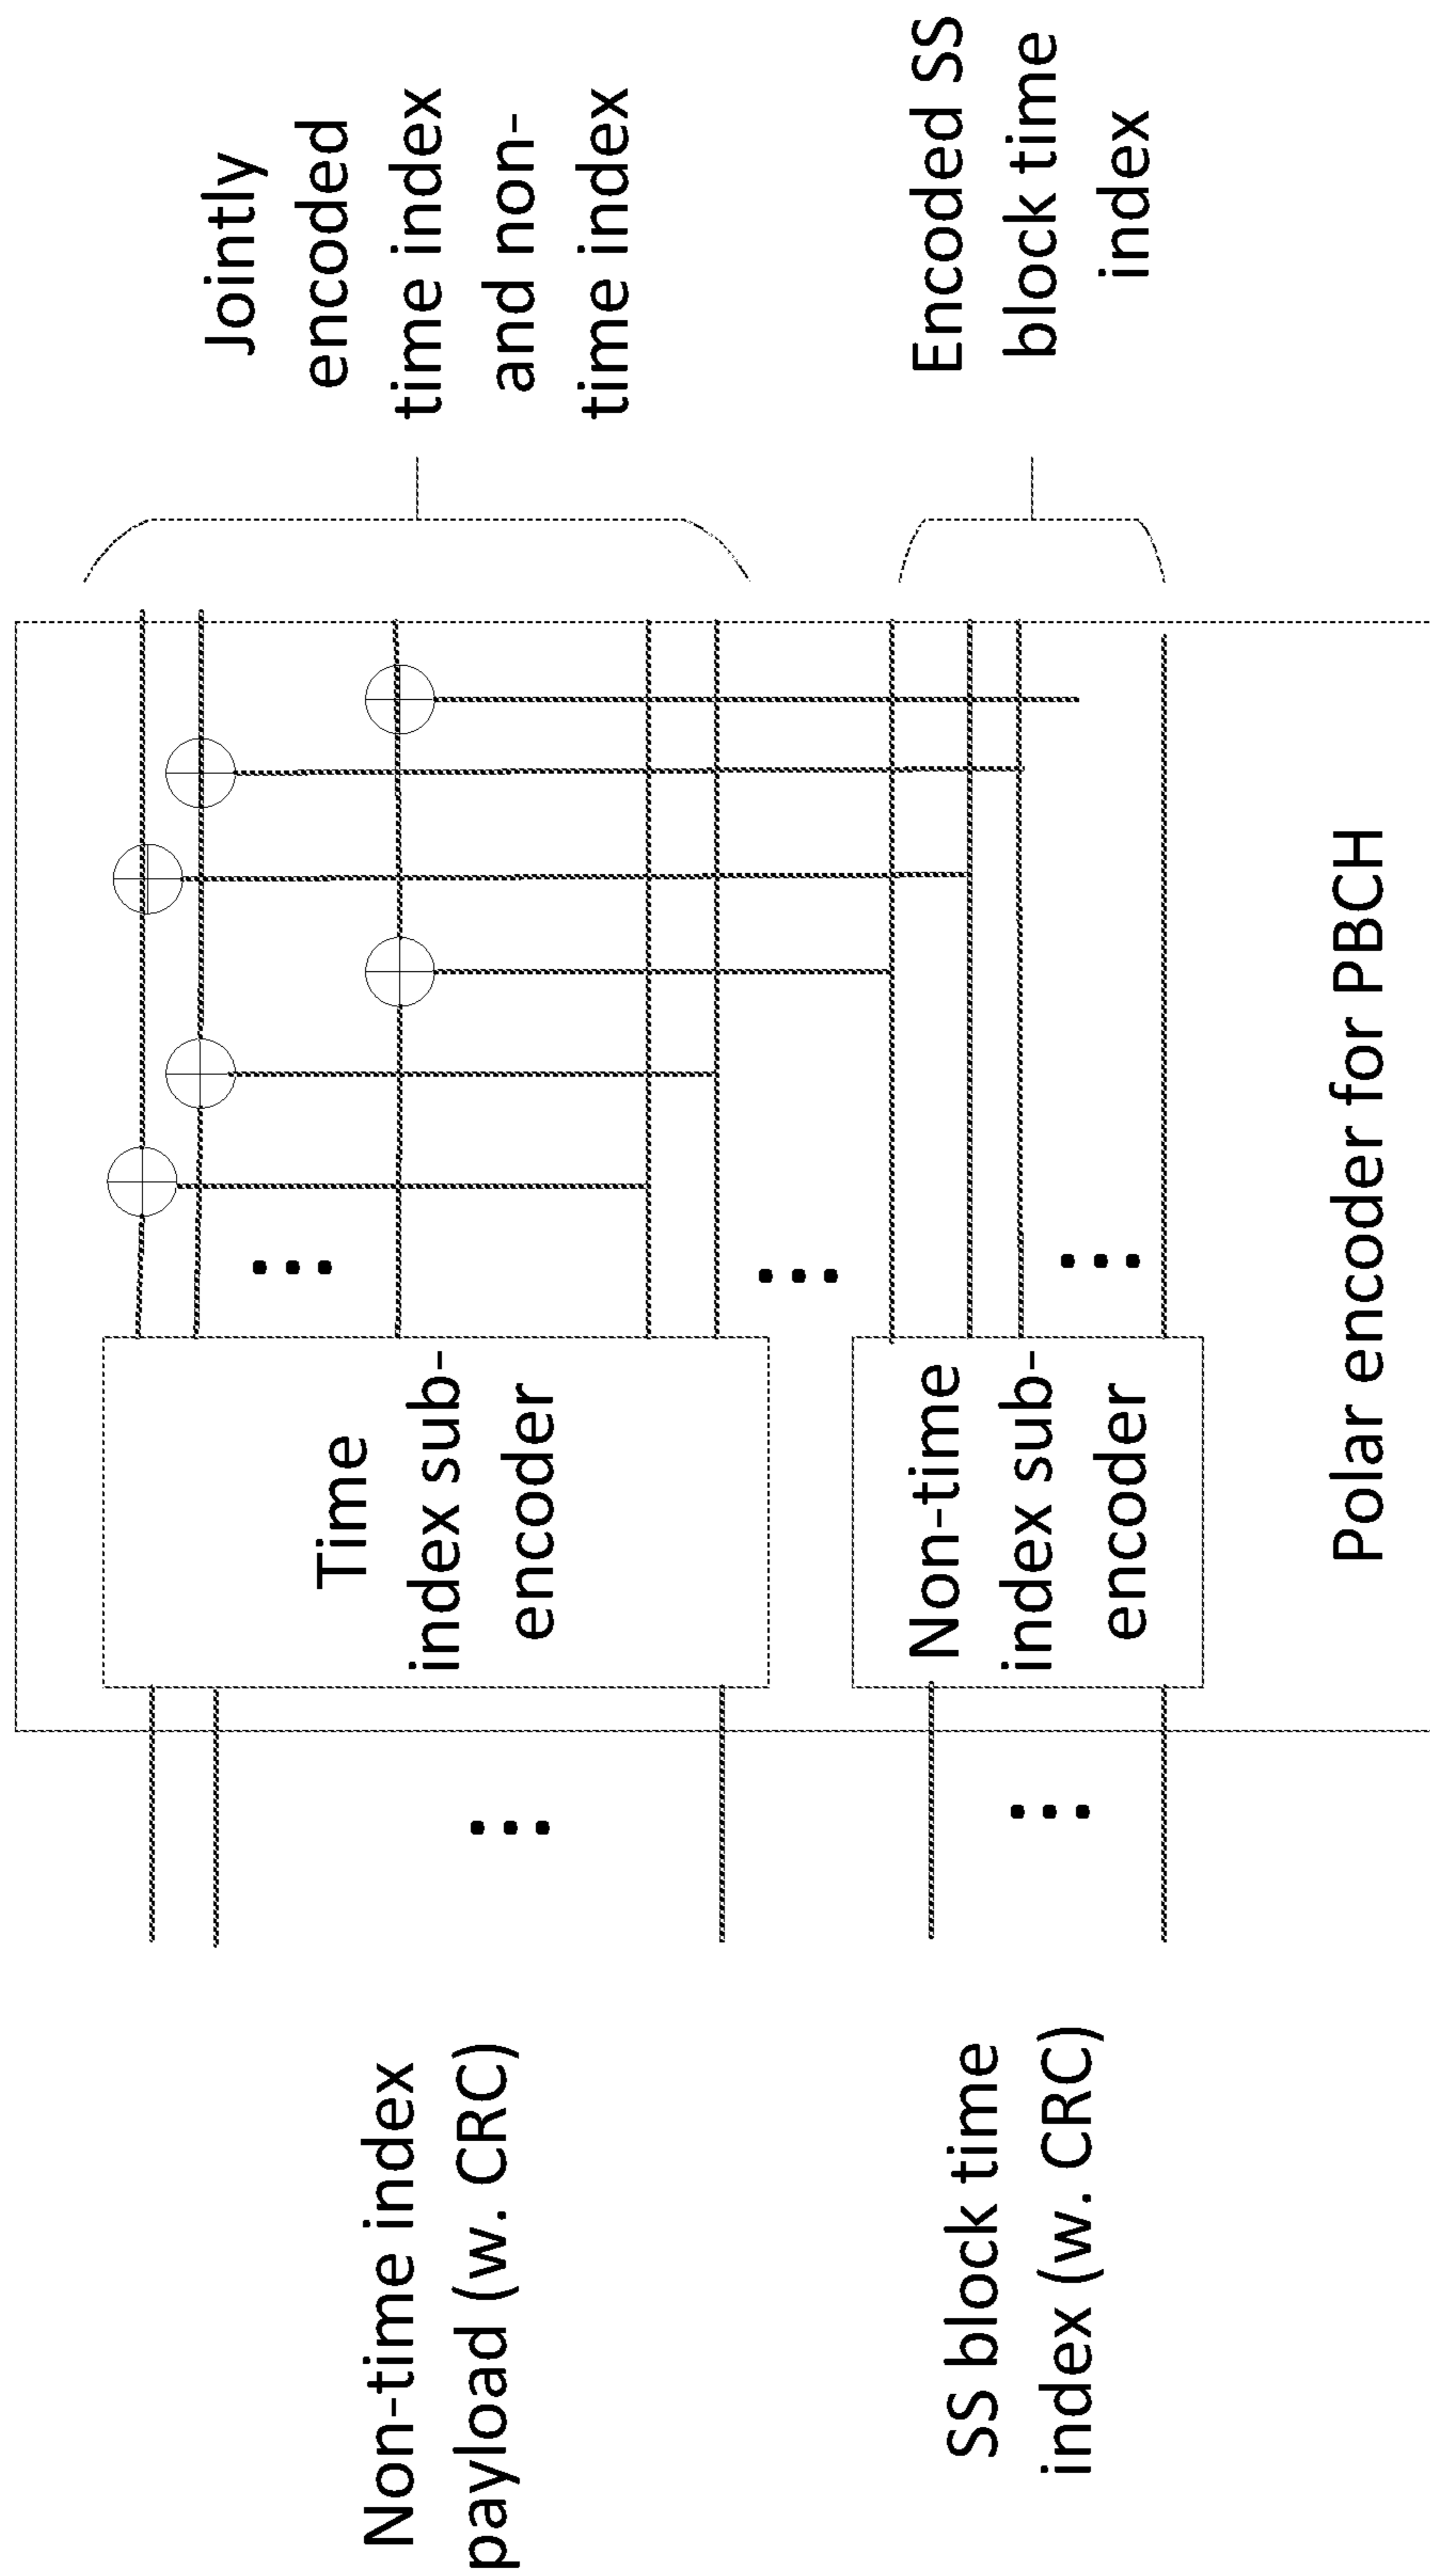 Non-time index
payload (w. CRC)
SS block time
index (w. CRC)
Time
index sub-
encoder
Non-time
index sub-
encoder
Polar encoder for PBCH
Jointly
encoded
time index
and non-
time index
Encoded SS
block time
index